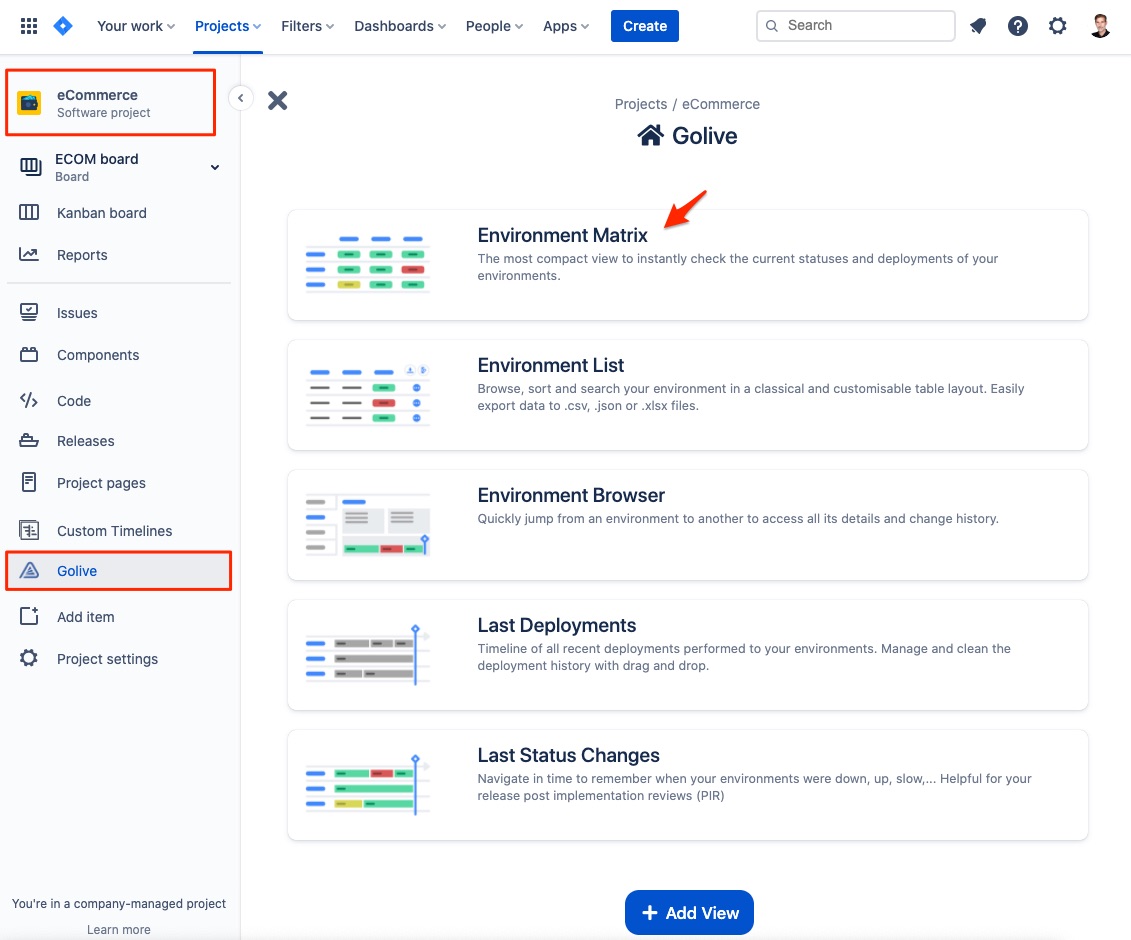 Your work
Projects
Filters
Dashboards
People
Apps
Create
Search
eCommerce
Software project
ECOM board
Board
Kanban board
Reports
Issues
Components
Code
Releases
Project pages
Custom Timelines
Golive
Add item
Project settings
You're in a company-managed project
Learn more
Projects / eCommerce
Golive
Environment Matrix
The most compact view to instantly check the current statuses and deployments of your
environments.
Environment List
Browse, sort and search your environment in a classical and customisable table layout. Easily
export data to .csv, .json or .xlsx files.
Environment Browser
Quickly jump from an environment to another to access all its details and change history.
Last Deployments
Timeline of all recent deployments performed to your environments. Manage and clean the
deployment history with drag and drop.
Last Status Changes
Navigate in time to remember when your environments were down, up, slow,... Helpful for your
release post implementation reviews (PIR)
Add View